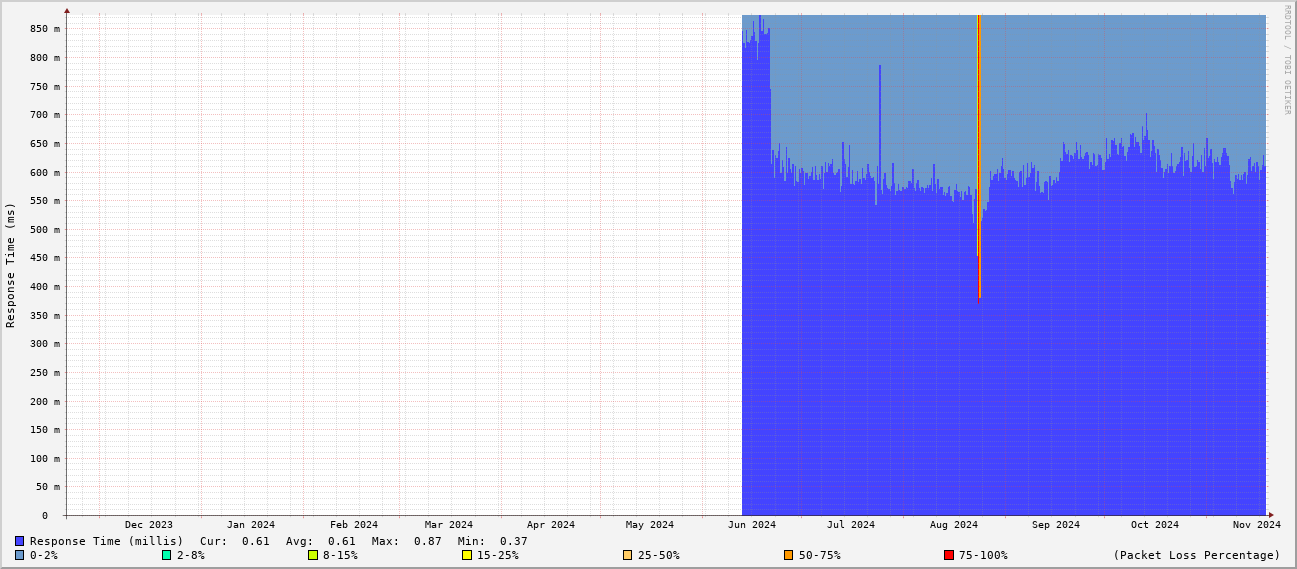 RRDTOOL / TOBI OETIKER
Response Time (ms)
850 m
800 m
750 m
700 m
650 m
600 m
550 m
500 m
450 m
400 m
350 m
300 m
250 m
200 m
150 m
100 m
50 m
0
Dec 2023 Jan 2024 Feb 2024 Mar 2024 Apr 2024 May 2024 Jun 2024 Jul 2024 Aug 2024 Sep 2024 Oct 2024 Nov 2024
Response Time (millis) Cur: 0.61 Avg: 0.61 Max: 0.87 Min: 0.37
0-2% 2-8% 8-15% 15-25% 25-50% 50-75% 75-100% (Packet Loss Percentage)